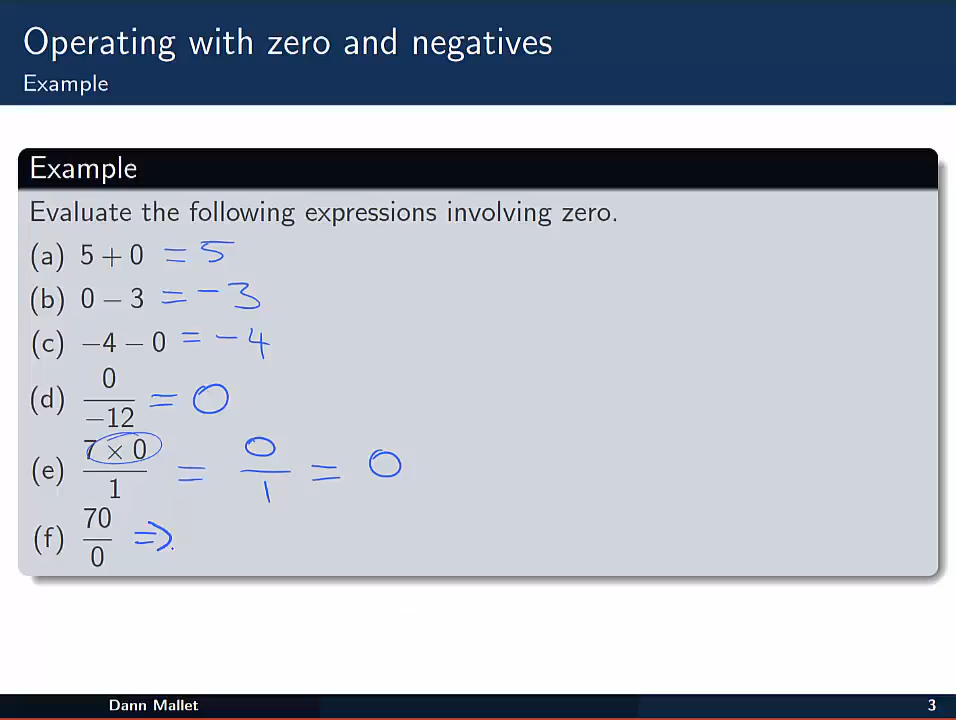 Operating with zero and negatives
Example
Example
Evaluate the following expressions involving zero.
(a) 5 + 0 = 5
(b) 0 − 3 = −3
(c) −4 − 0 = −4
(d) 0/−12 = 0
(e) 7 × 0/1 = 0/1 = 0
(f) 70/0 ⇒
Dann Mallet 3